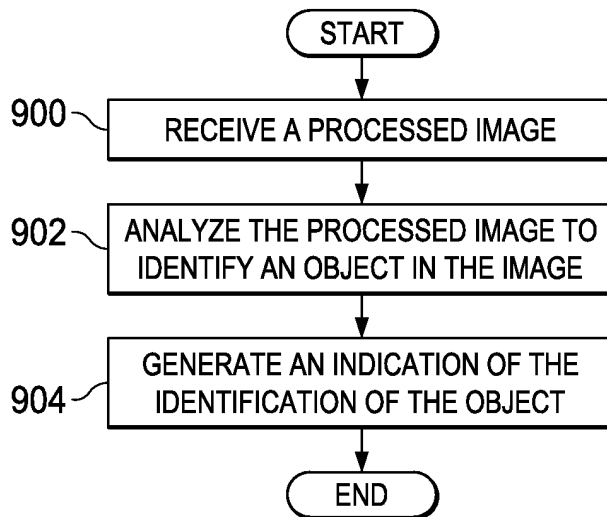 START
900
RECEIVE A PROCESSED IMAGE
902
ANALYZE THE PROCESSED IMAGE TO
IDENTIFY AN OBJECT IN THE IMAGE
904
GENERATE AN INDICATION OF THE
IDENTIFICATION OF THE OBJECT
END